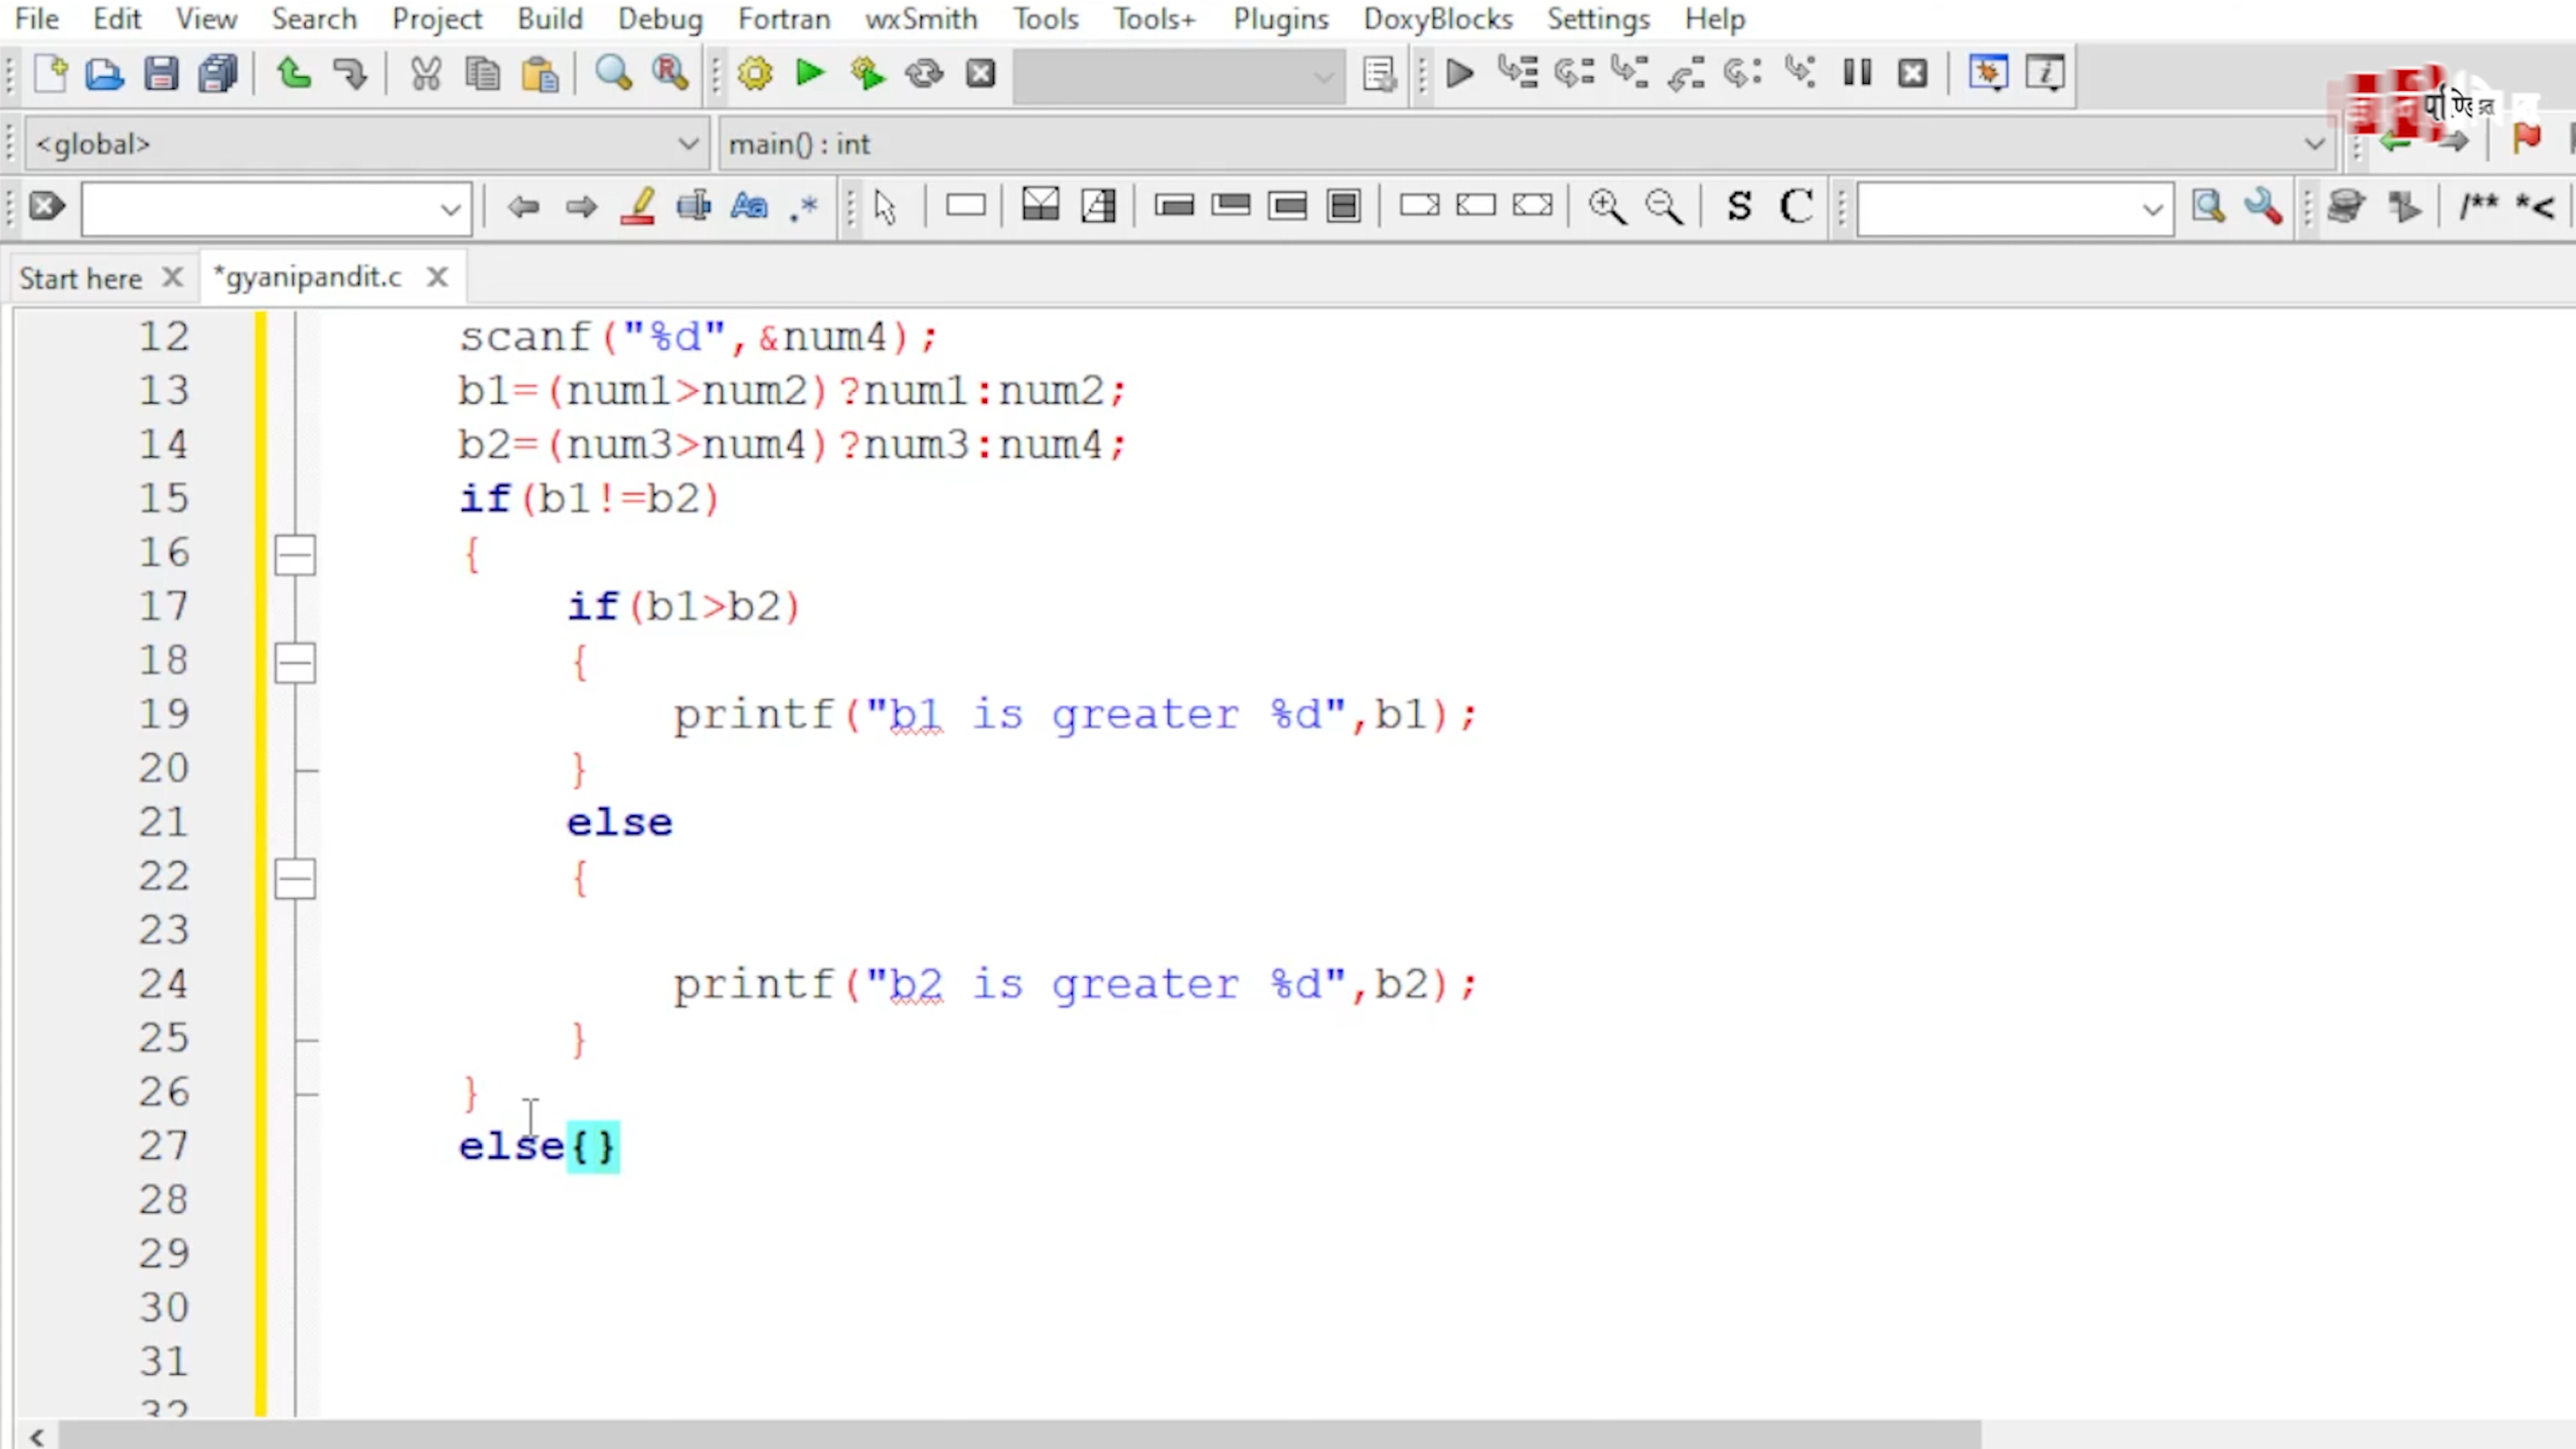 File Edit View Search Project Build Debug Fortran wxSmith Tools Tools+ Plugins DoxyBlocks Settings Help
<global> main() : int
Aa .* S C /** *<
Start here *gyanipandit.c
12 scanf("%d",&num4);
13 b1=(num1>num2)?num1:num2;
14 b2=(num3>num4)?num3:num4;
15 if(b1!=b2)
16 {
17 if(b1>b2)
18 {
19 printf("b1 is greater %d",b1);
20 }
21 else
22 {
23
24 printf("b2 is greater %d",b2);
25 }
26 }
27 else{}
28
29
30
31
32